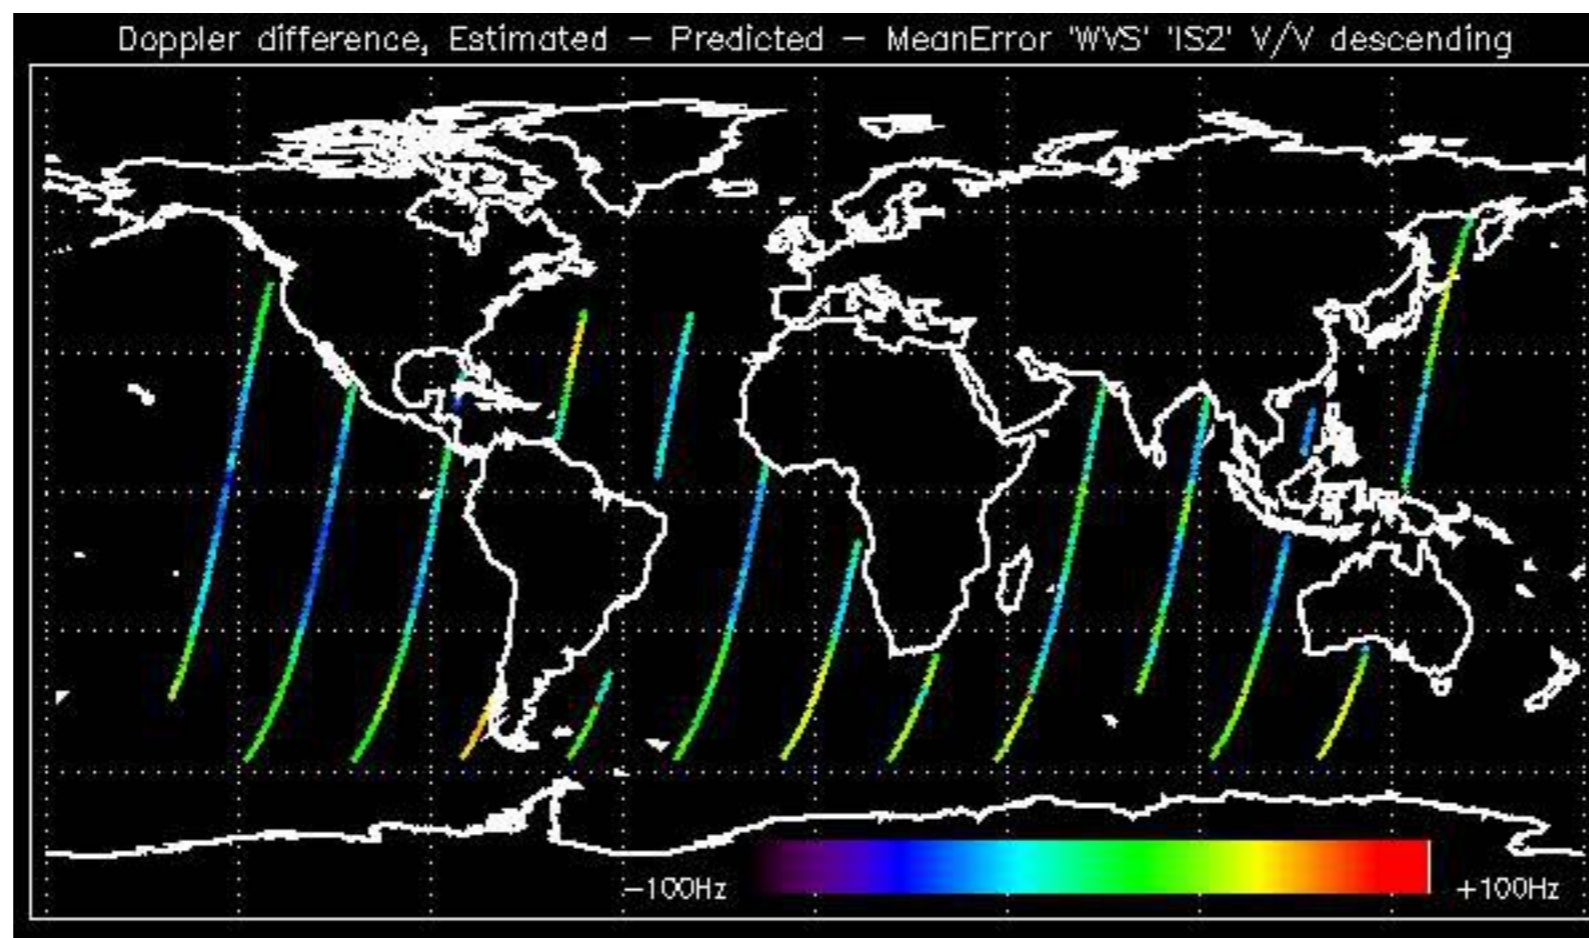 Doppler difference, Estimated - Predicted - MeanError 'WVS' 'IS2' V/V descending
-100Hz +100Hz